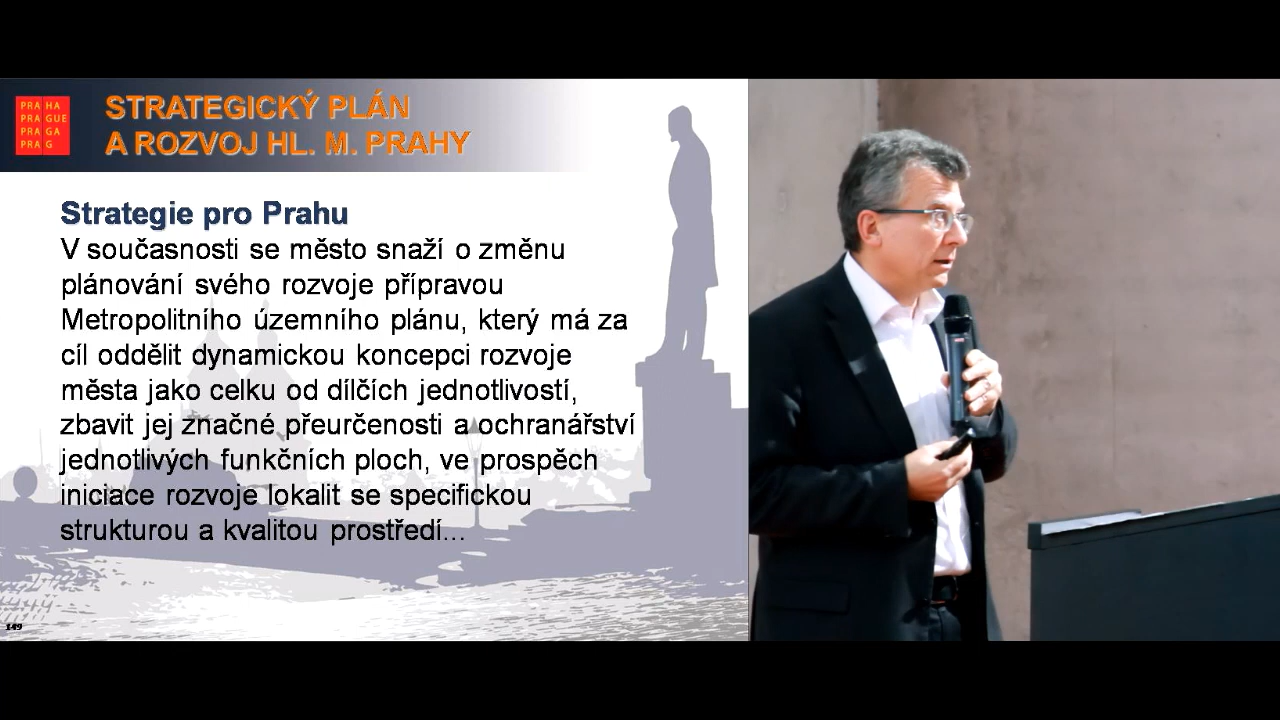 PRA HA
PRA GUE
PRA GA
PRA G
STRATEGICKÝ PLÁN
A ROZVOJ HL. M. PRAHY
Strategie pro Prahu
V současnosti se město snaží o změnu
plánování svého rozvoje přípravou
Metropolitního územního plánu, který má za
cíl oddělit dynamickou koncepci rozvoje
města jako celku od dílčích jednotlivostí,
zbavit jej značné přeurčenosti a ochranářství
jednotlivých funkčních ploch, ve prospěch
iniciace rozvoje lokalit se specifickou
strukturou a kvalitou prostředí...
149